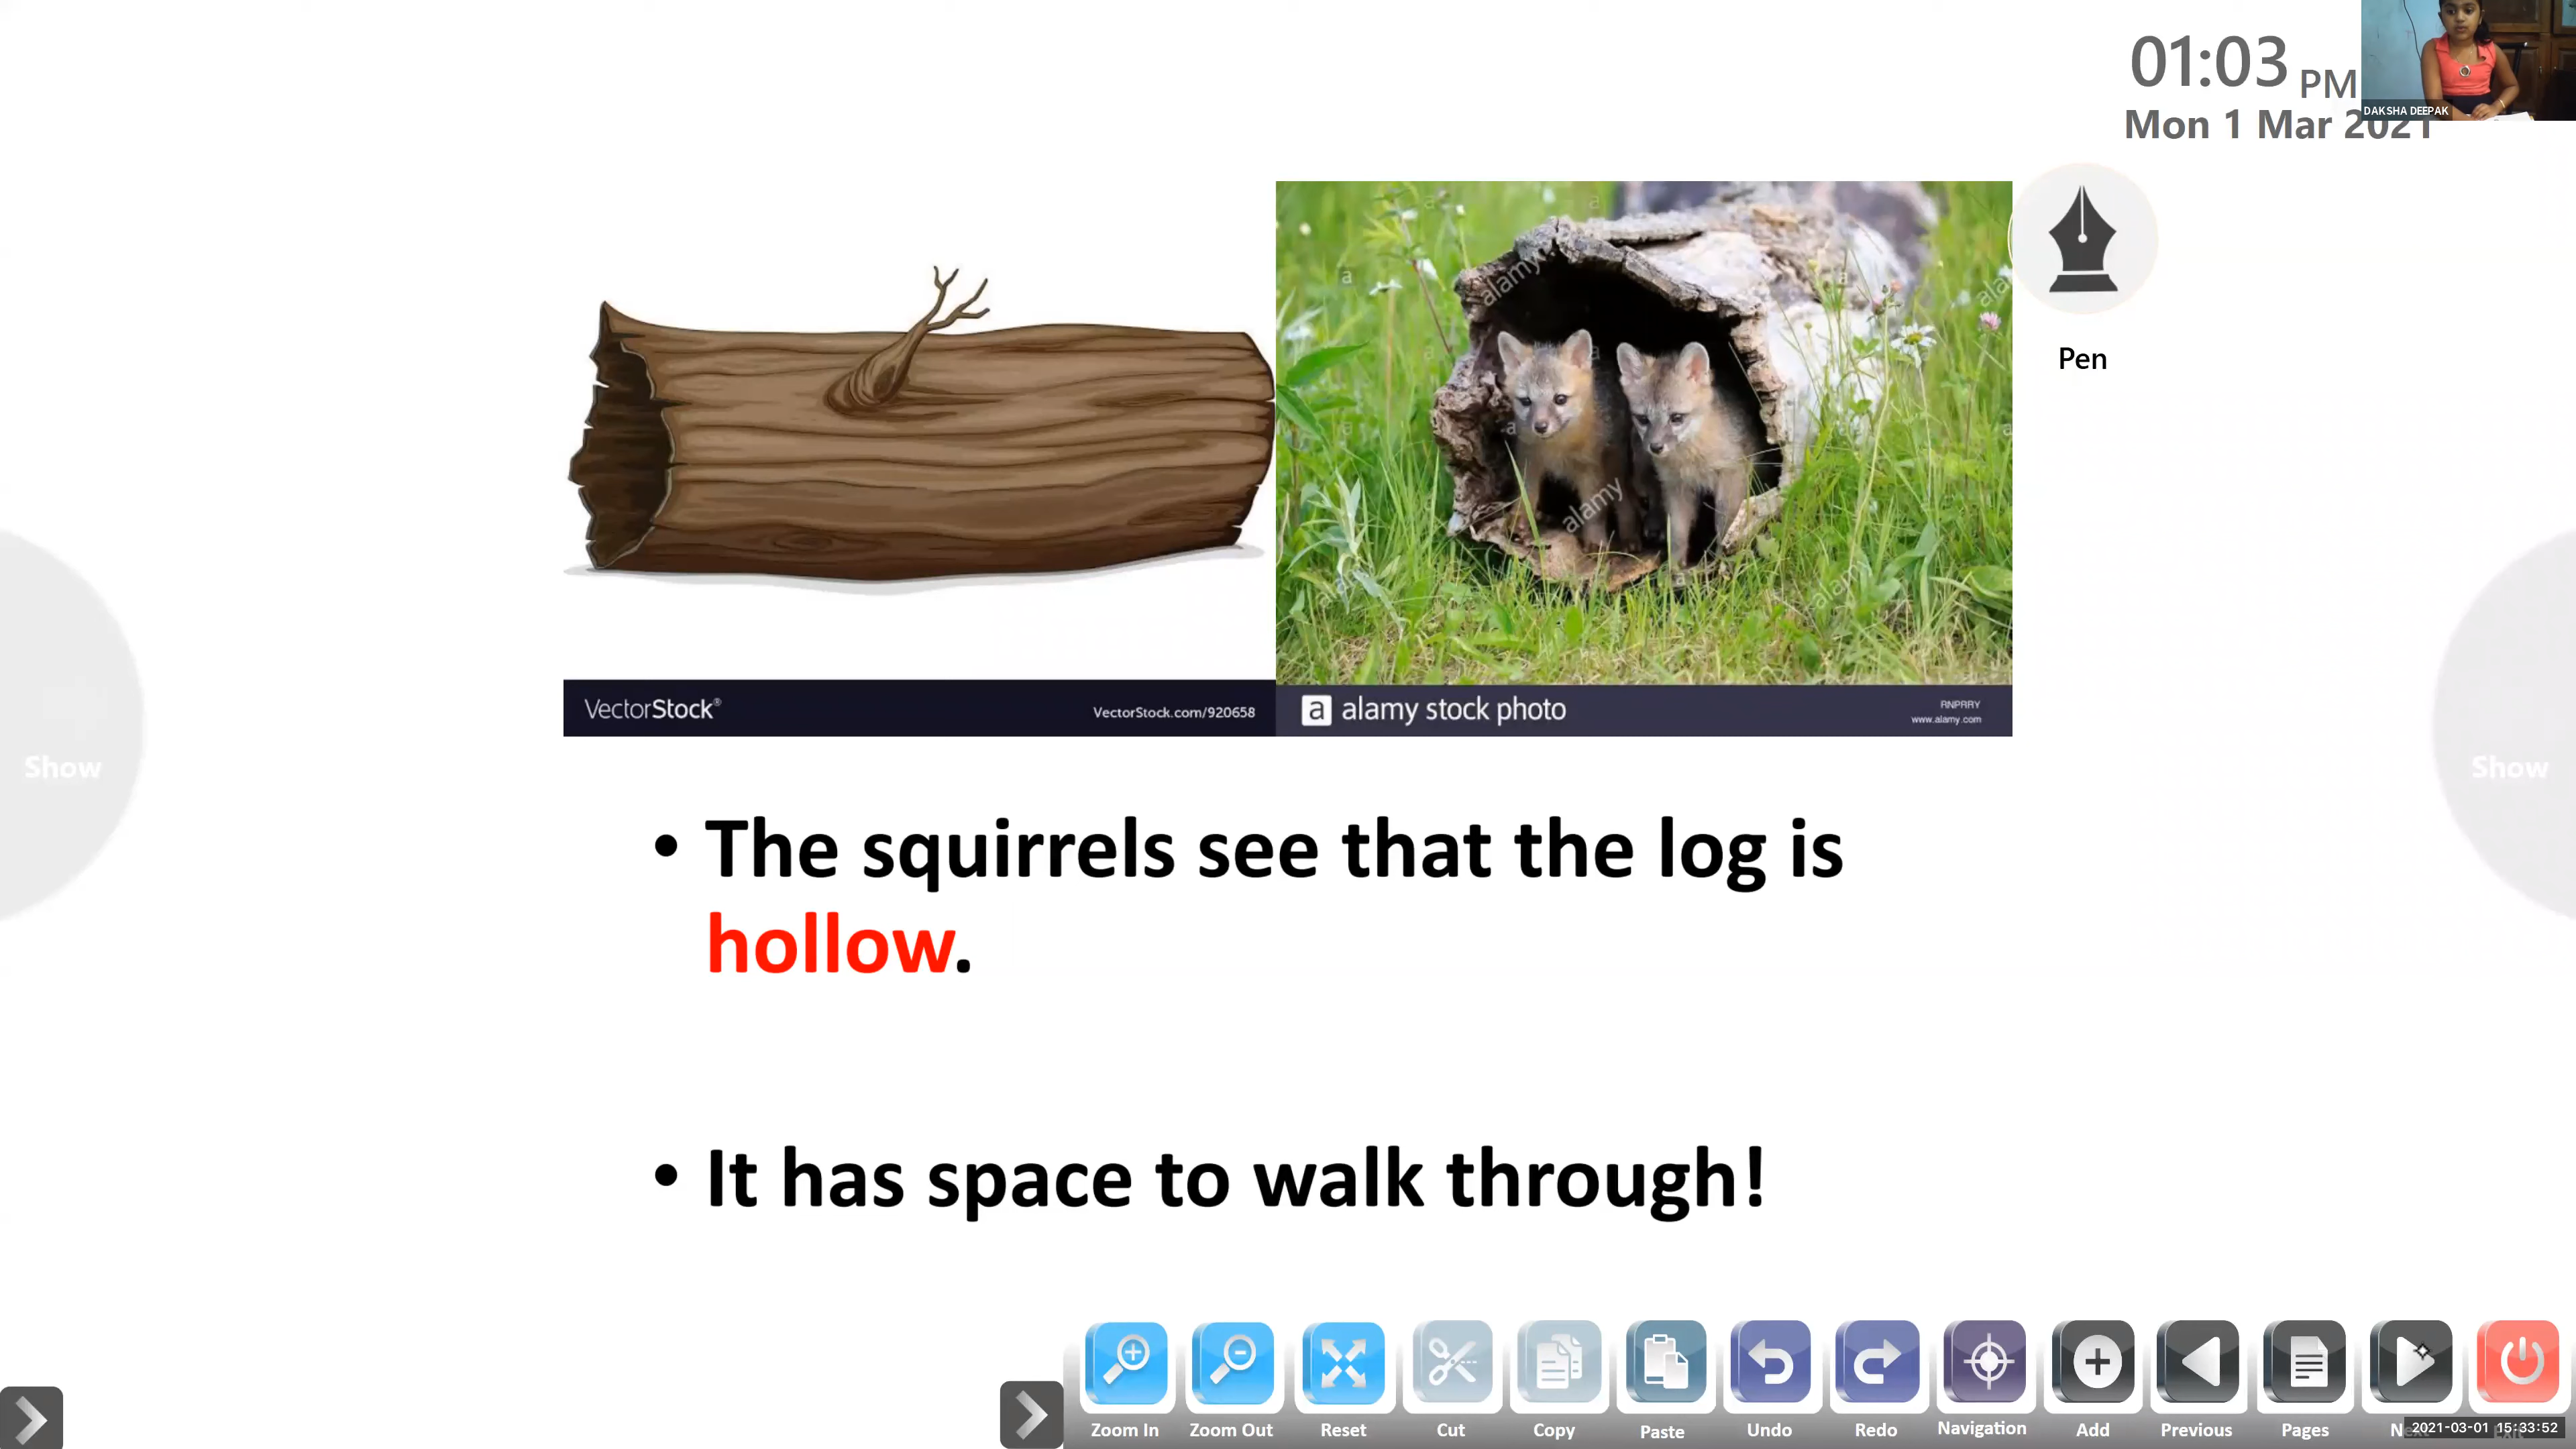 01:03 PM
Mon 1 Mar 2021
DAKSHA DEEPAK
Pen
alamy
alamy
alamy
VectorStock®
VectorStock.com/920658
a alamy stock photo
RNPRRY
www.alamy.com
Show
Show
• The squirrels see that the log is
hollow.
• It has space to walk through!
Zoom In
Zoom Out
Reset
Cut
Copy
Paste
Undo
Redo
Navigation
Add
Previous
Pages
2021-03-01 15:33:52